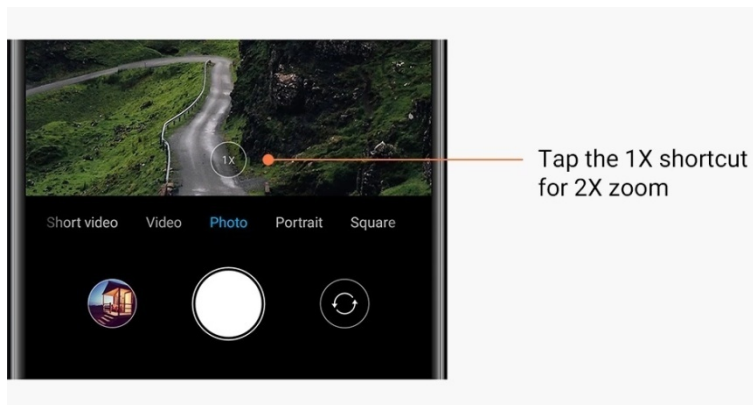 1X
Tap the 1X shortcut
for 2X zoom
Short video Video Photo Portrait Square